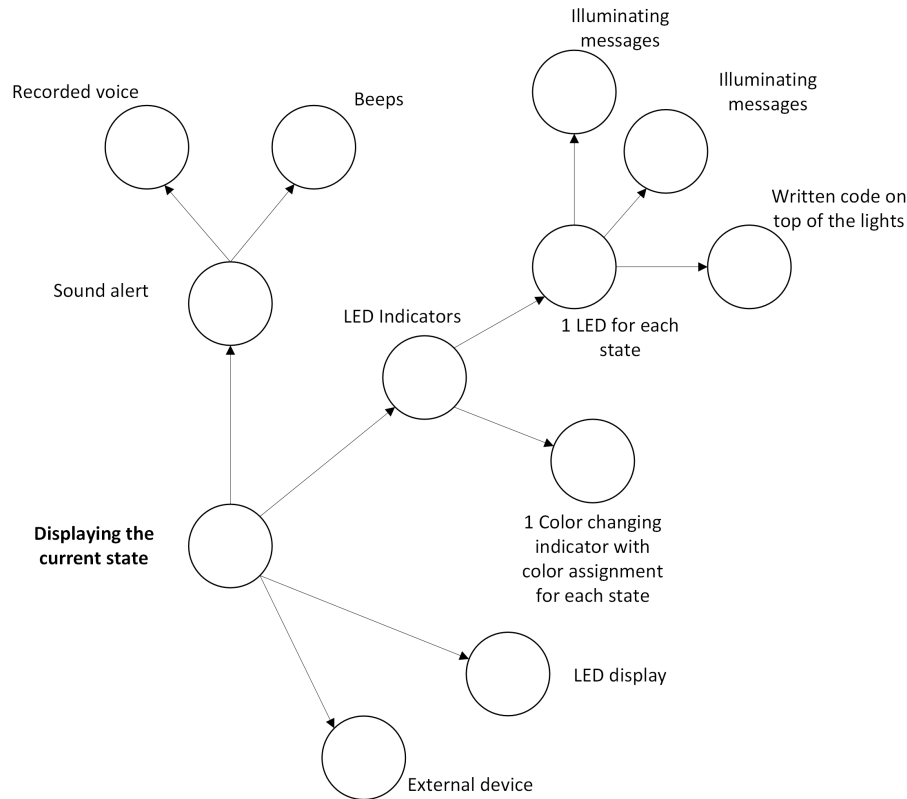 Illuminating
messages
Recorded voice
Beeps
Illuminating
messages
Written code on
top of the lights
Sound alert
LED Indicators
1 LED for each
state
Displaying the
current state
1 Color changing
indicator with
color assignment
for each state
LED display
External device